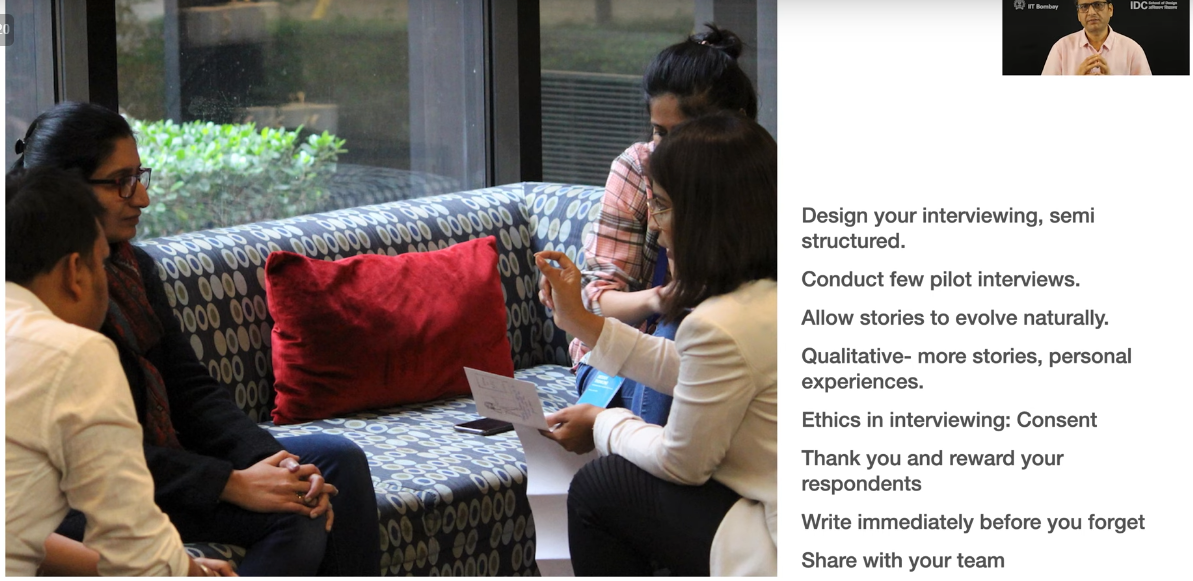 20
IIT Bombay
IDC School of Design
Design your interviewing, semi
structured.
Conduct few pilot interviews.
Allow stories to evolve naturally.
Qualitative- more stories, personal
experiences.
Ethics in interviewing: Consent
Thank you and reward your
respondents
Write immediately before you forget
Share with your team